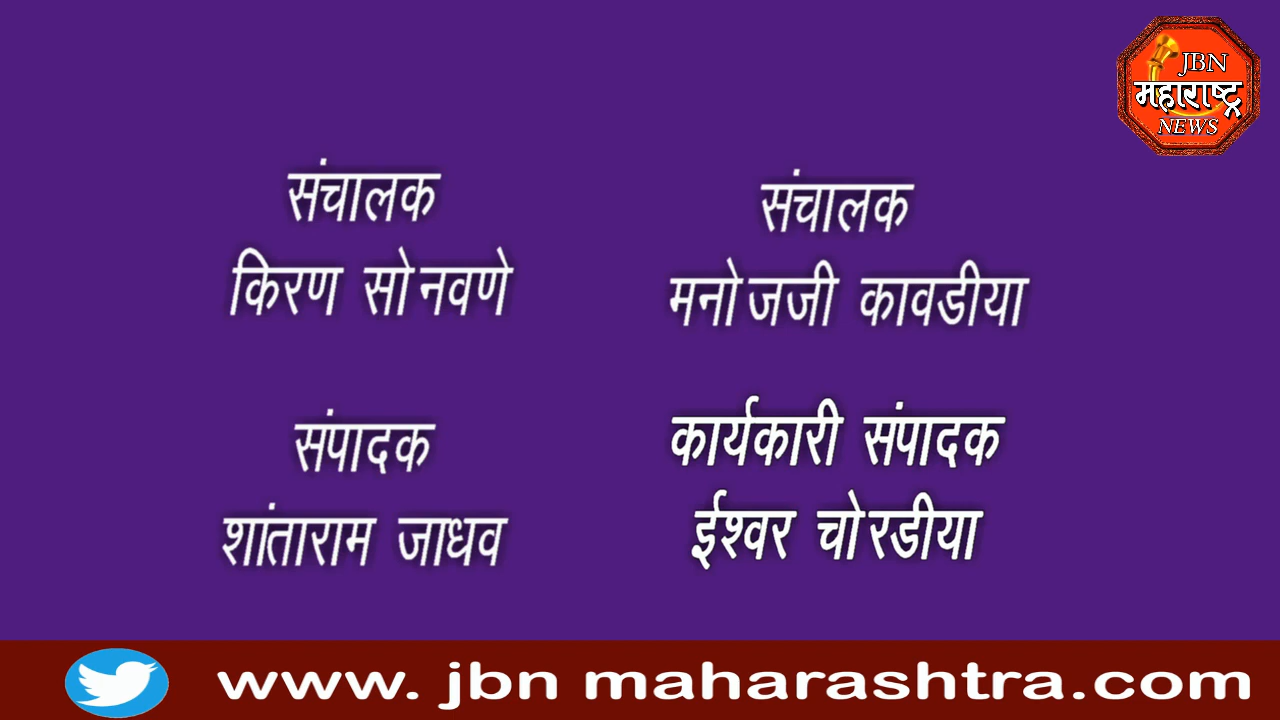 JBN
महाराष्ट्र
NEWS
संचालक
किरण सोनवणे
संचालक
मनोजजी कावडीया
संपादक
शांताराम जाधव
कार्यकारी संपादक
ईश्वर चोरडीया
www. jbn maharashtra.com